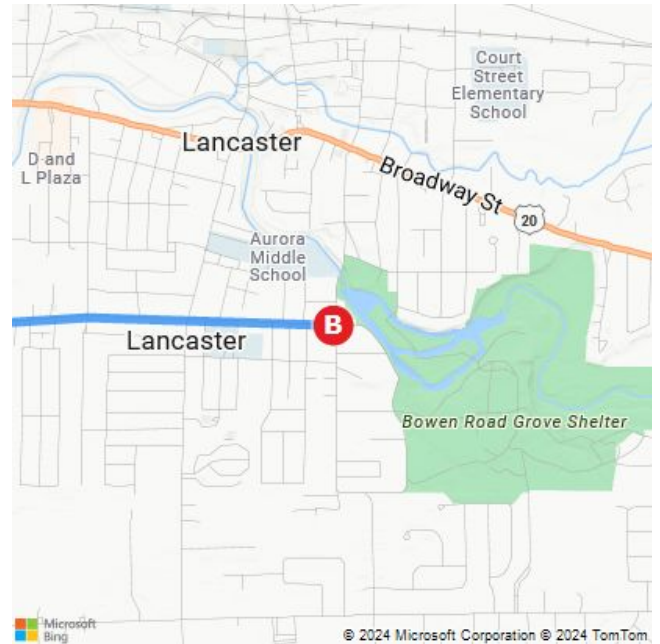 Court
Street
Elementary
School
Lancaster
D and
L Plaza
Broadway St
20
Aurora
Middle
School
B
Lancaster
Bowen Road Grove Shelter
Microsoft
Bing
© 2024 Microsoft Corporation © 2024 TomTom